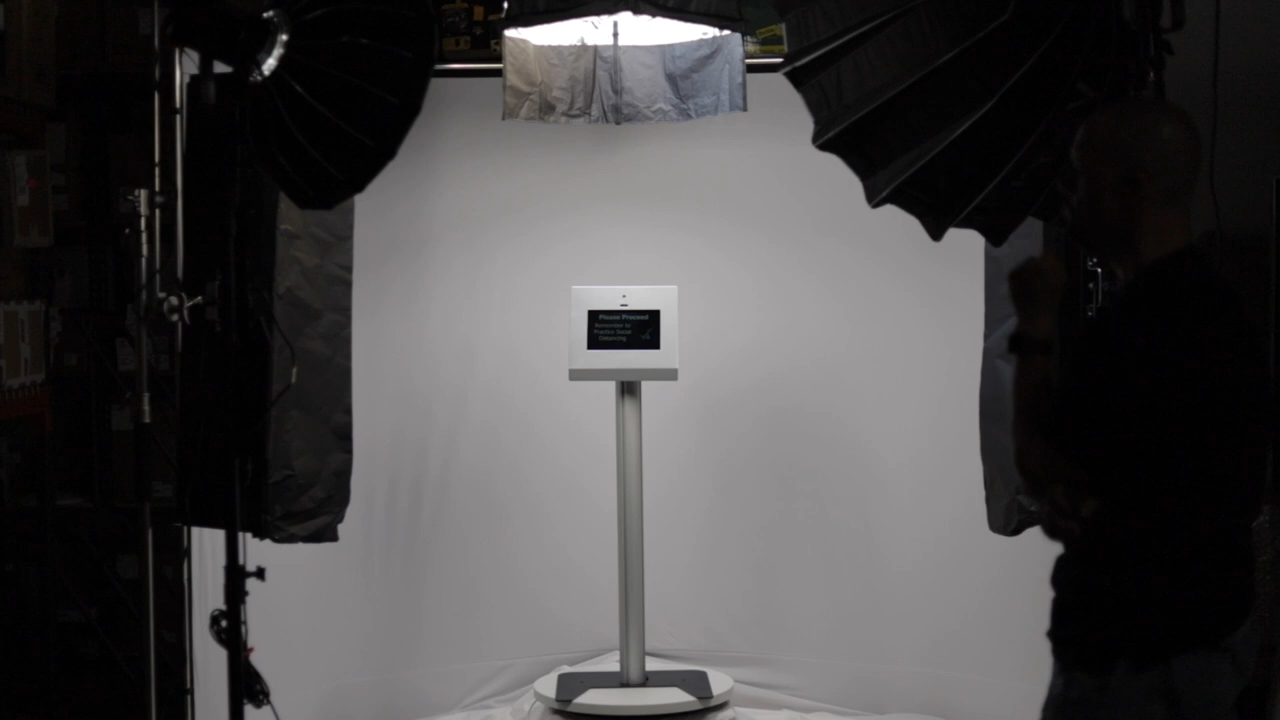 Please Proceed
Remember to
Practice Social
Distancing